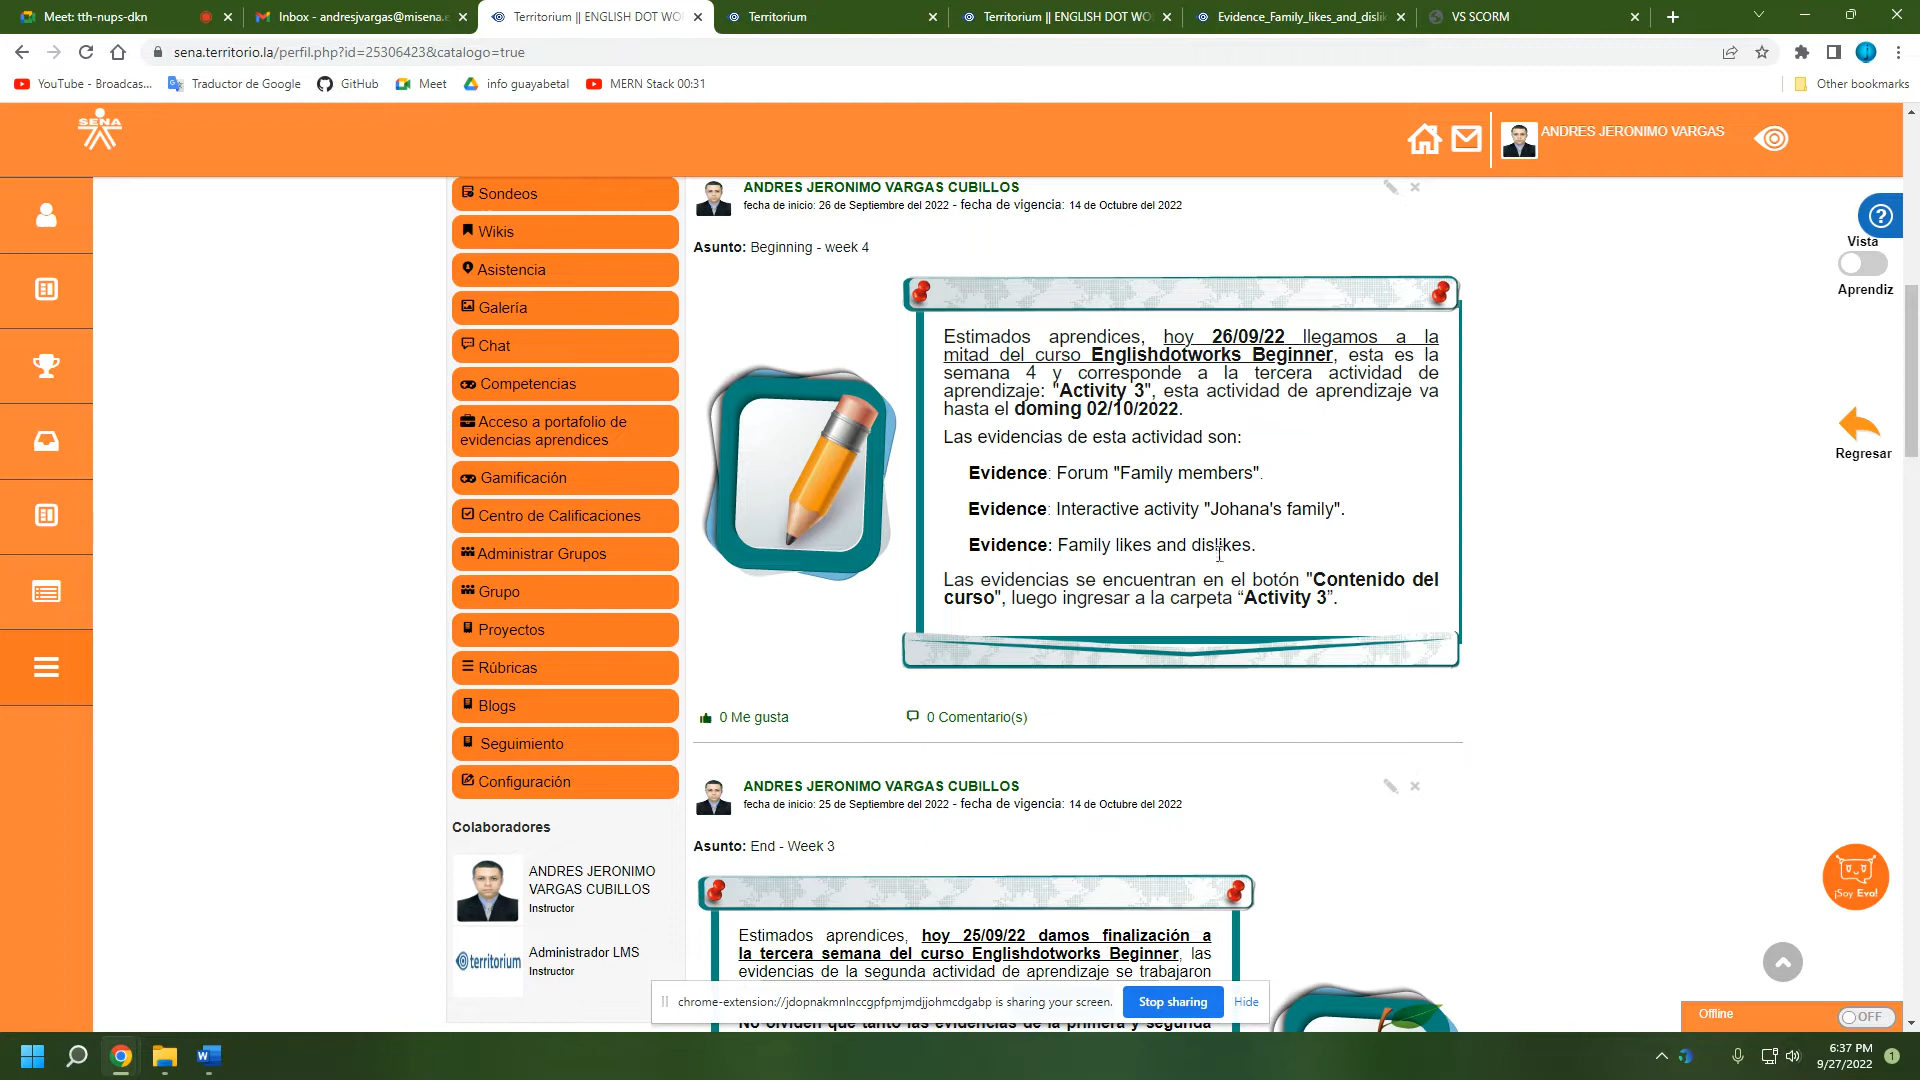 Meet: tth-nups-dkn
Inbox - andresjvargas@misena.e
Territorium || ENGLISH DOT WO
Territorium
Territorium || ENGLISH DOT WO
Evidence_Family_likes_and_dislik
VS SCORM
sena.territorio.la/perfil.php?id=25306423&catalogo=true
YouTube - Broadcas...
Traductor de Google
GitHub
Meet
info guayabetal
MERN Stack 00:31
Other bookmarks
SENA
ANDRES JERONIMO VARGAS
Sondeos
Wikis
Asistencia
Galería
Chat
Competencias
Acceso a portafolio de
evidencias aprendices
Gamificación
Centro de Calificaciones
Administrar Grupos
Grupo
Proyectos
Rúbricas
Blogs
Seguimiento
Configuración
Colaboradores
ANDRES JERONIMO
VARGAS CUBILLOS
Instructor
territorium
Administrador LMS
Instructor
ANDRES JERONIMO VARGAS CUBILLOS
fecha de inicio: 26 de Septiembre del 2022 - fecha de vigencia: 14 de Octubre del 2022
Asunto: Beginning - week 4
Estimados aprendices, hoy 26/09/22 llegamos a la
mitad del curso Englishdotworks Beginner, esta es la
semana 4 y corresponde a la tercera actividad de
aprendizaje: "Activity 3", esta actividad de aprendizaje va
hasta el doming 02/10/2022.
Las evidencias de esta actividad son:
Evidence: Forum "Family members".
Evidence: Interactive activity "Johana's family".
Evidence: Family likes and dislikes.
Las evidencias se encuentran en el botón "Contenido del
curso", luego ingresar a la carpeta “Activity 3”.
0 Me gusta
0 Comentario(s)
ANDRES JERONIMO VARGAS CUBILLOS
fecha de inicio: 25 de Septiembre del 2022 - fecha de vigencia: 14 de Octubre del 2022
Asunto: End - Week 3
Estimados aprendices, hoy 25/09/22 damos finalización a
la tercera semana del curso Englishdotworks Beginner, las
evidencias de la segunda actividad de aprendizaje se trabajaron
No olviden que tanto las evidencias de la primera y segunda
chrome-extension://jdopnakmnlnccgpfpmjmdjjohmcdgabp is sharing your screen.
Stop sharing
Hide
Vista
Aprendiz
Regresar
¡Soy Eva!
Offline
OFF
6:37 PM
9/27/2022
1